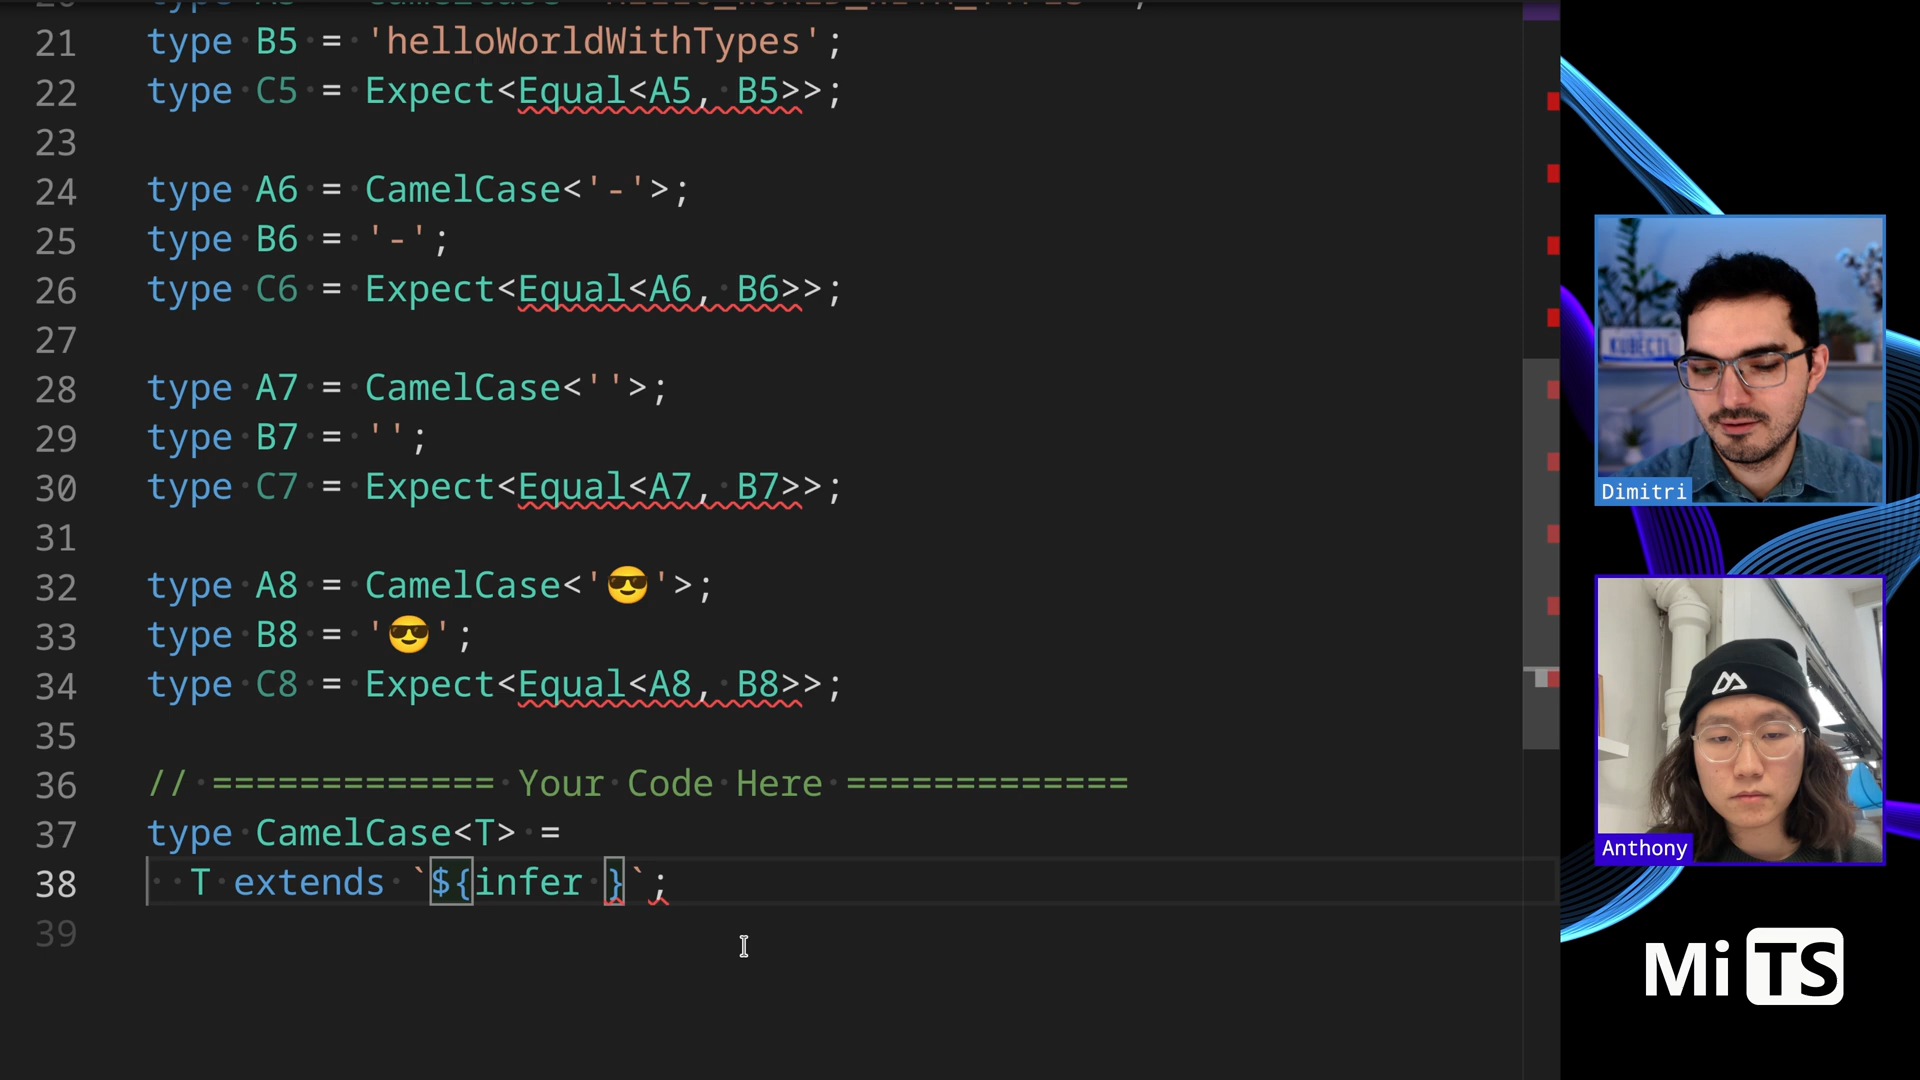 21 type B5 = 'helloWorldWithTypes';
22 type C5 = Expect<Equal<A5, B5>>;
23
24 type A6 = CamelCase<'-'>;
25 type B6 = '-';
26 type C6 = Expect<Equal<A6, B6>>;
27
28 type A7 = CamelCase<''>;
29 type B7 = '';
30 type C7 = Expect<Equal<A7, B7>>;
31
32 type A8 = CamelCase<'😎'>;
33 type B8 = '😎';
34 type C8 = Expect<Equal<A8, B8>>;
35
36 // ============= Your Code Here =============
37 type CamelCase<T> =
38 T extends `${infer }`;
39
KUBECTL
Dimitri
Anthony
MiTS